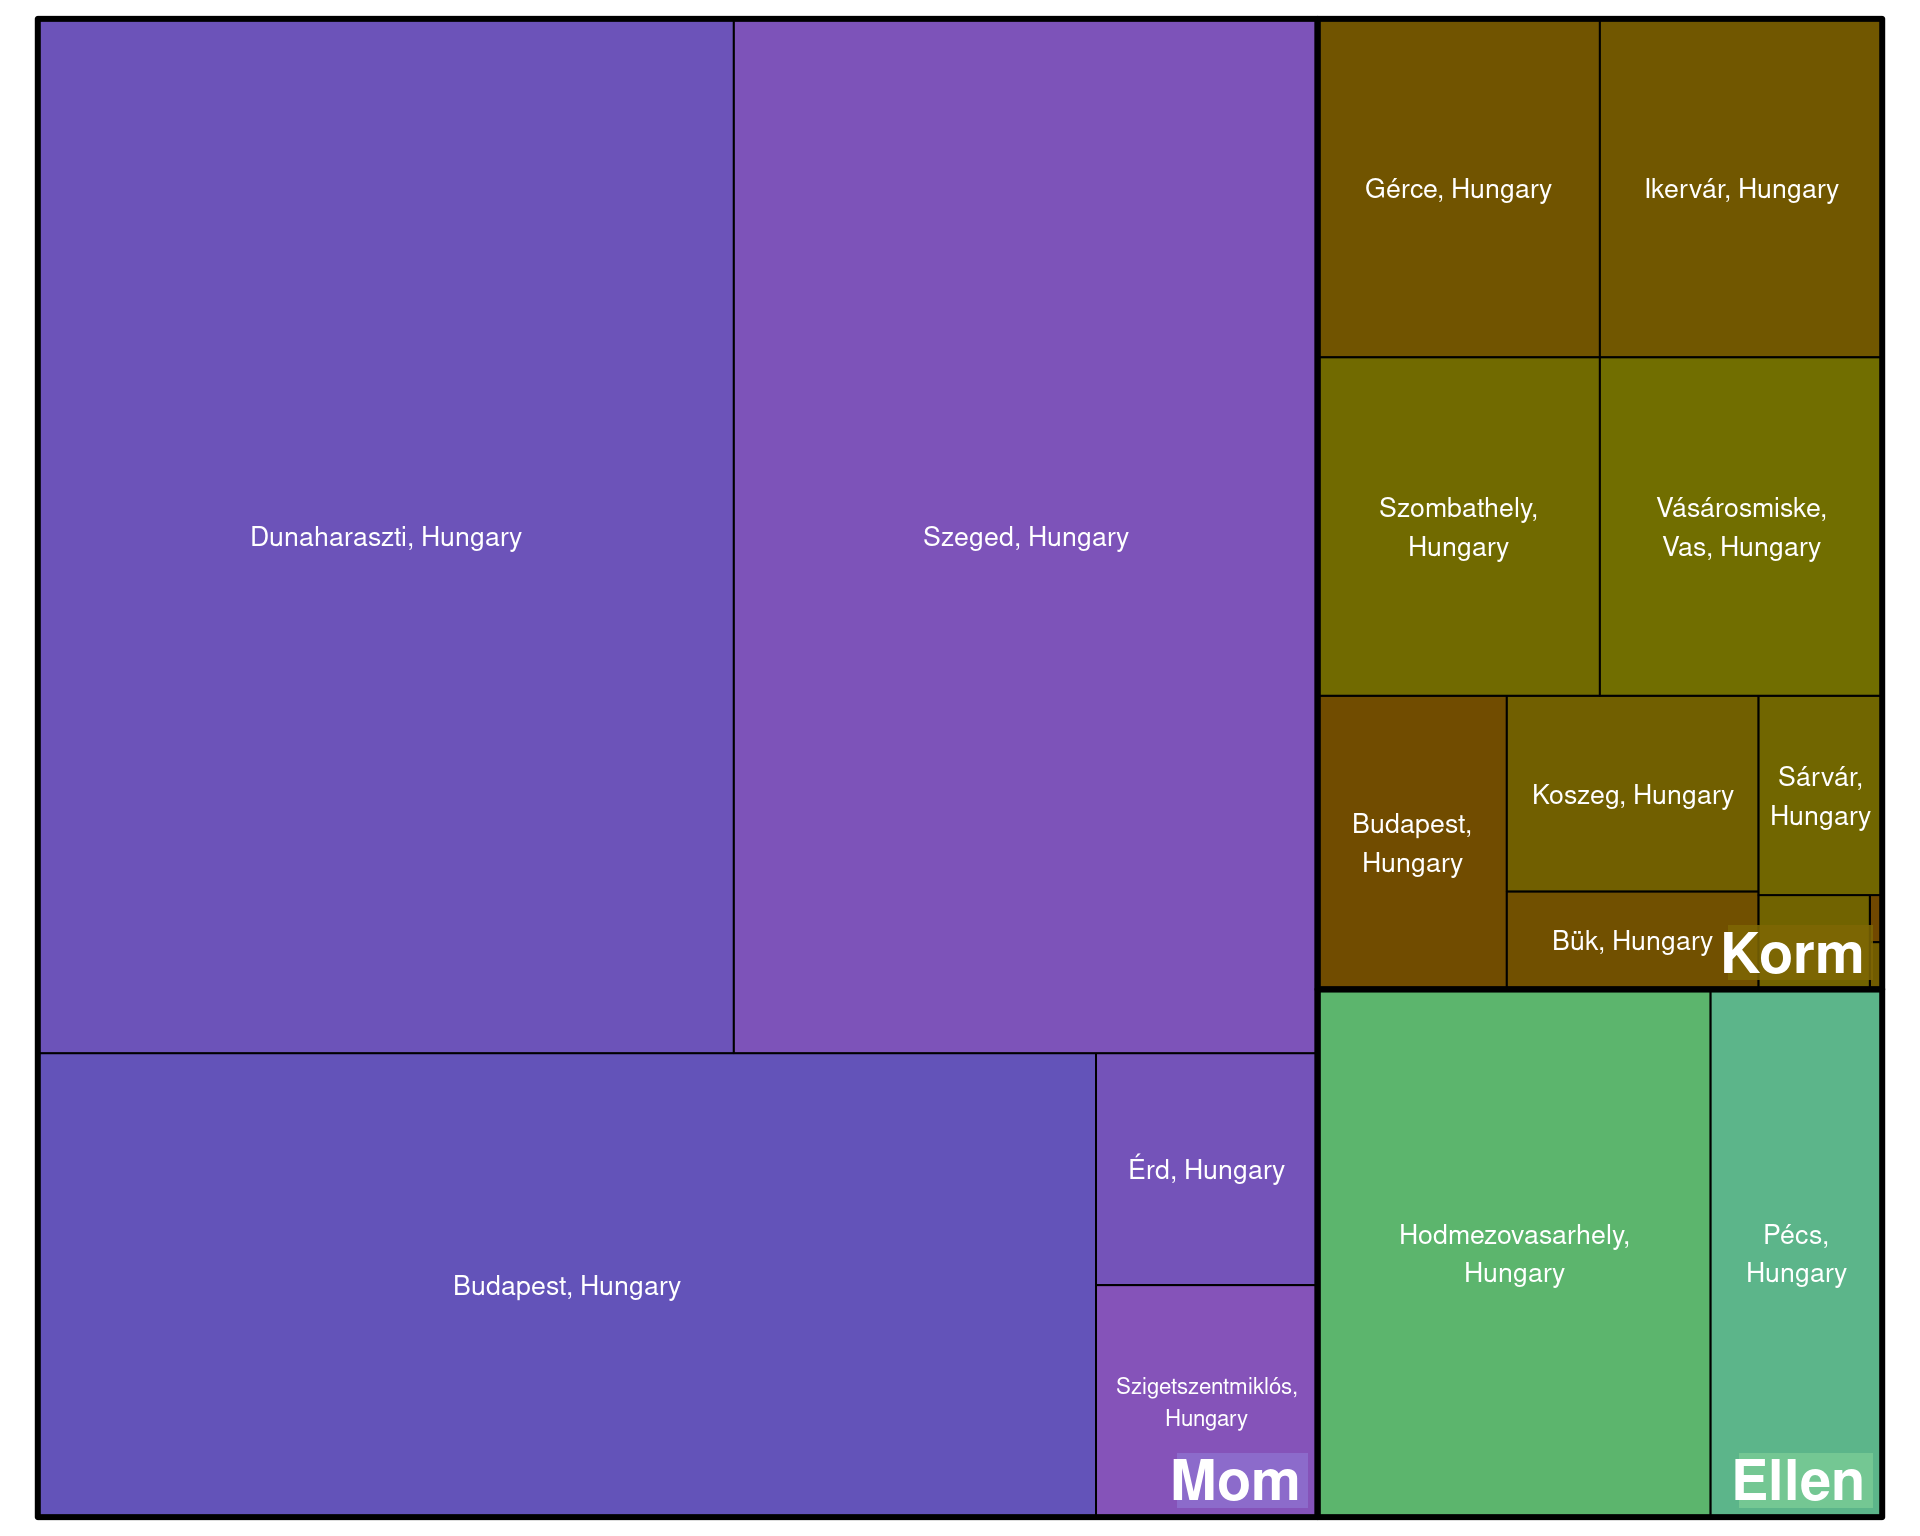 Dunaharaszti, Hungary
Szeged, Hungary
Budapest, Hungary
Érd, Hungary
Szigetszentmiklós,
Hungary
Mom
Gérce, Hungary
Ikervár, Hungary
Szombathely,
Hungary
Vásárosmiske,
Vas, Hungary
Budapest,
Hungary
Koszeg, Hungary
Sárvár,
Hungary
Bük, Hungary
Korm
Hodmezovasarhely,
Hungary
Pécs,
Hungary
Ellen